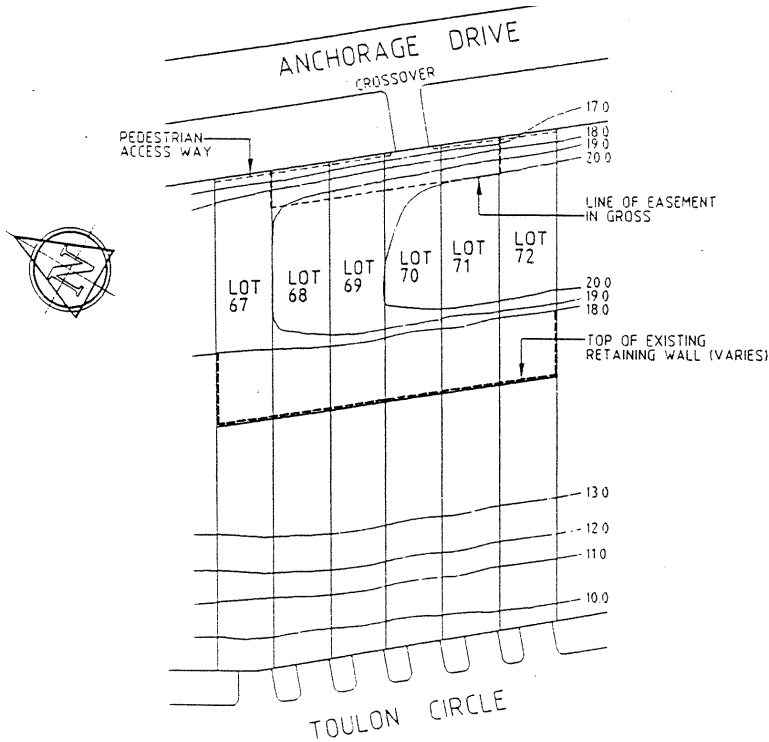 ANCHORAGE DRIVE
CROSSOVER
PEDESTRIAN
ACCESS WAY
17.0
18.0
19.0
20.0
LINE OF EASEMENT
IN GROSS
N
LOT
67
LOT
68
LOT
69
LOT
70
LOT
71
LOT
72
20.0
19.0
18.0
TOP OF EXISTING
RETAINING WALL (VARIES)
13.0
12.0
11.0
10.0
TOULON CIRCLE